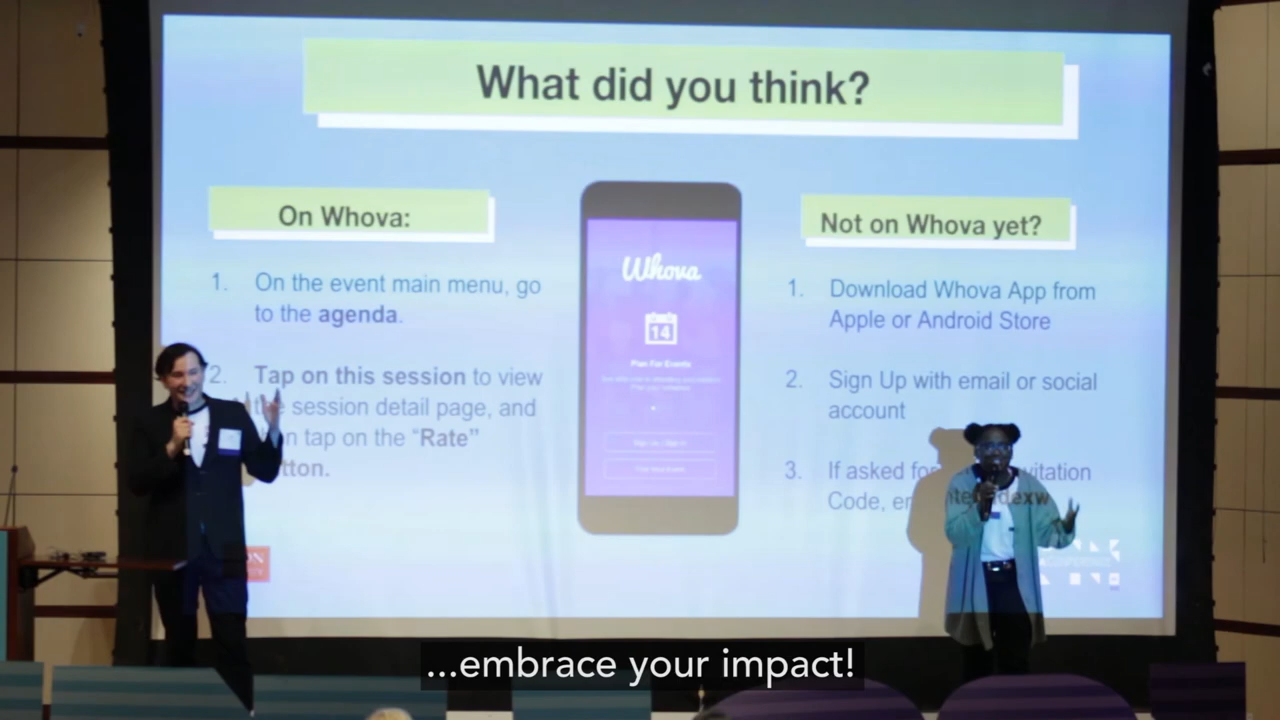 What did you think?
On Whova:
1. On the event main menu, go
to the agenda.
2. Tap on this session to view
the session detail page, and
tap on the “Rate”
Whova
14
Plan For Events
Not on Whova yet?
1. Download Whova App from
Apple or Android Store
2. Sign Up with email or social
account
3. If asked for
Code,
...embrace your impact!